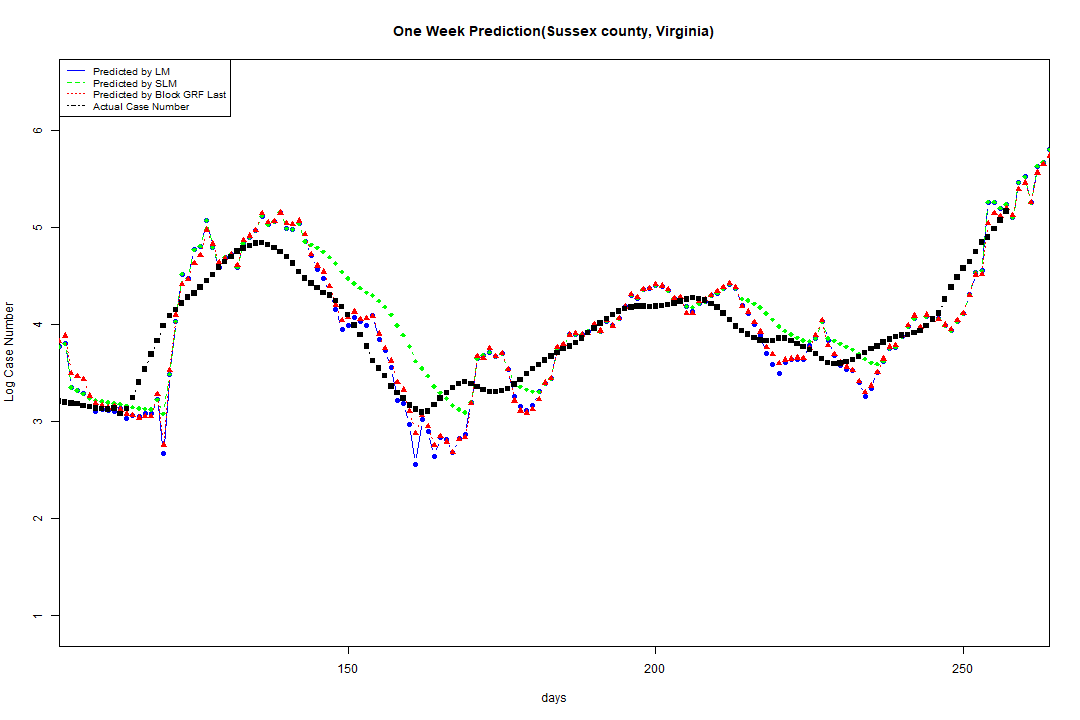 One Week Prediction(Sussex county, Virginia)
Predicted by LM
Predicted by SLM
Predicted by Block GRF Last
Actual Case Number
Log Case Number
6
5
4
3
2
1
150
200
250
days